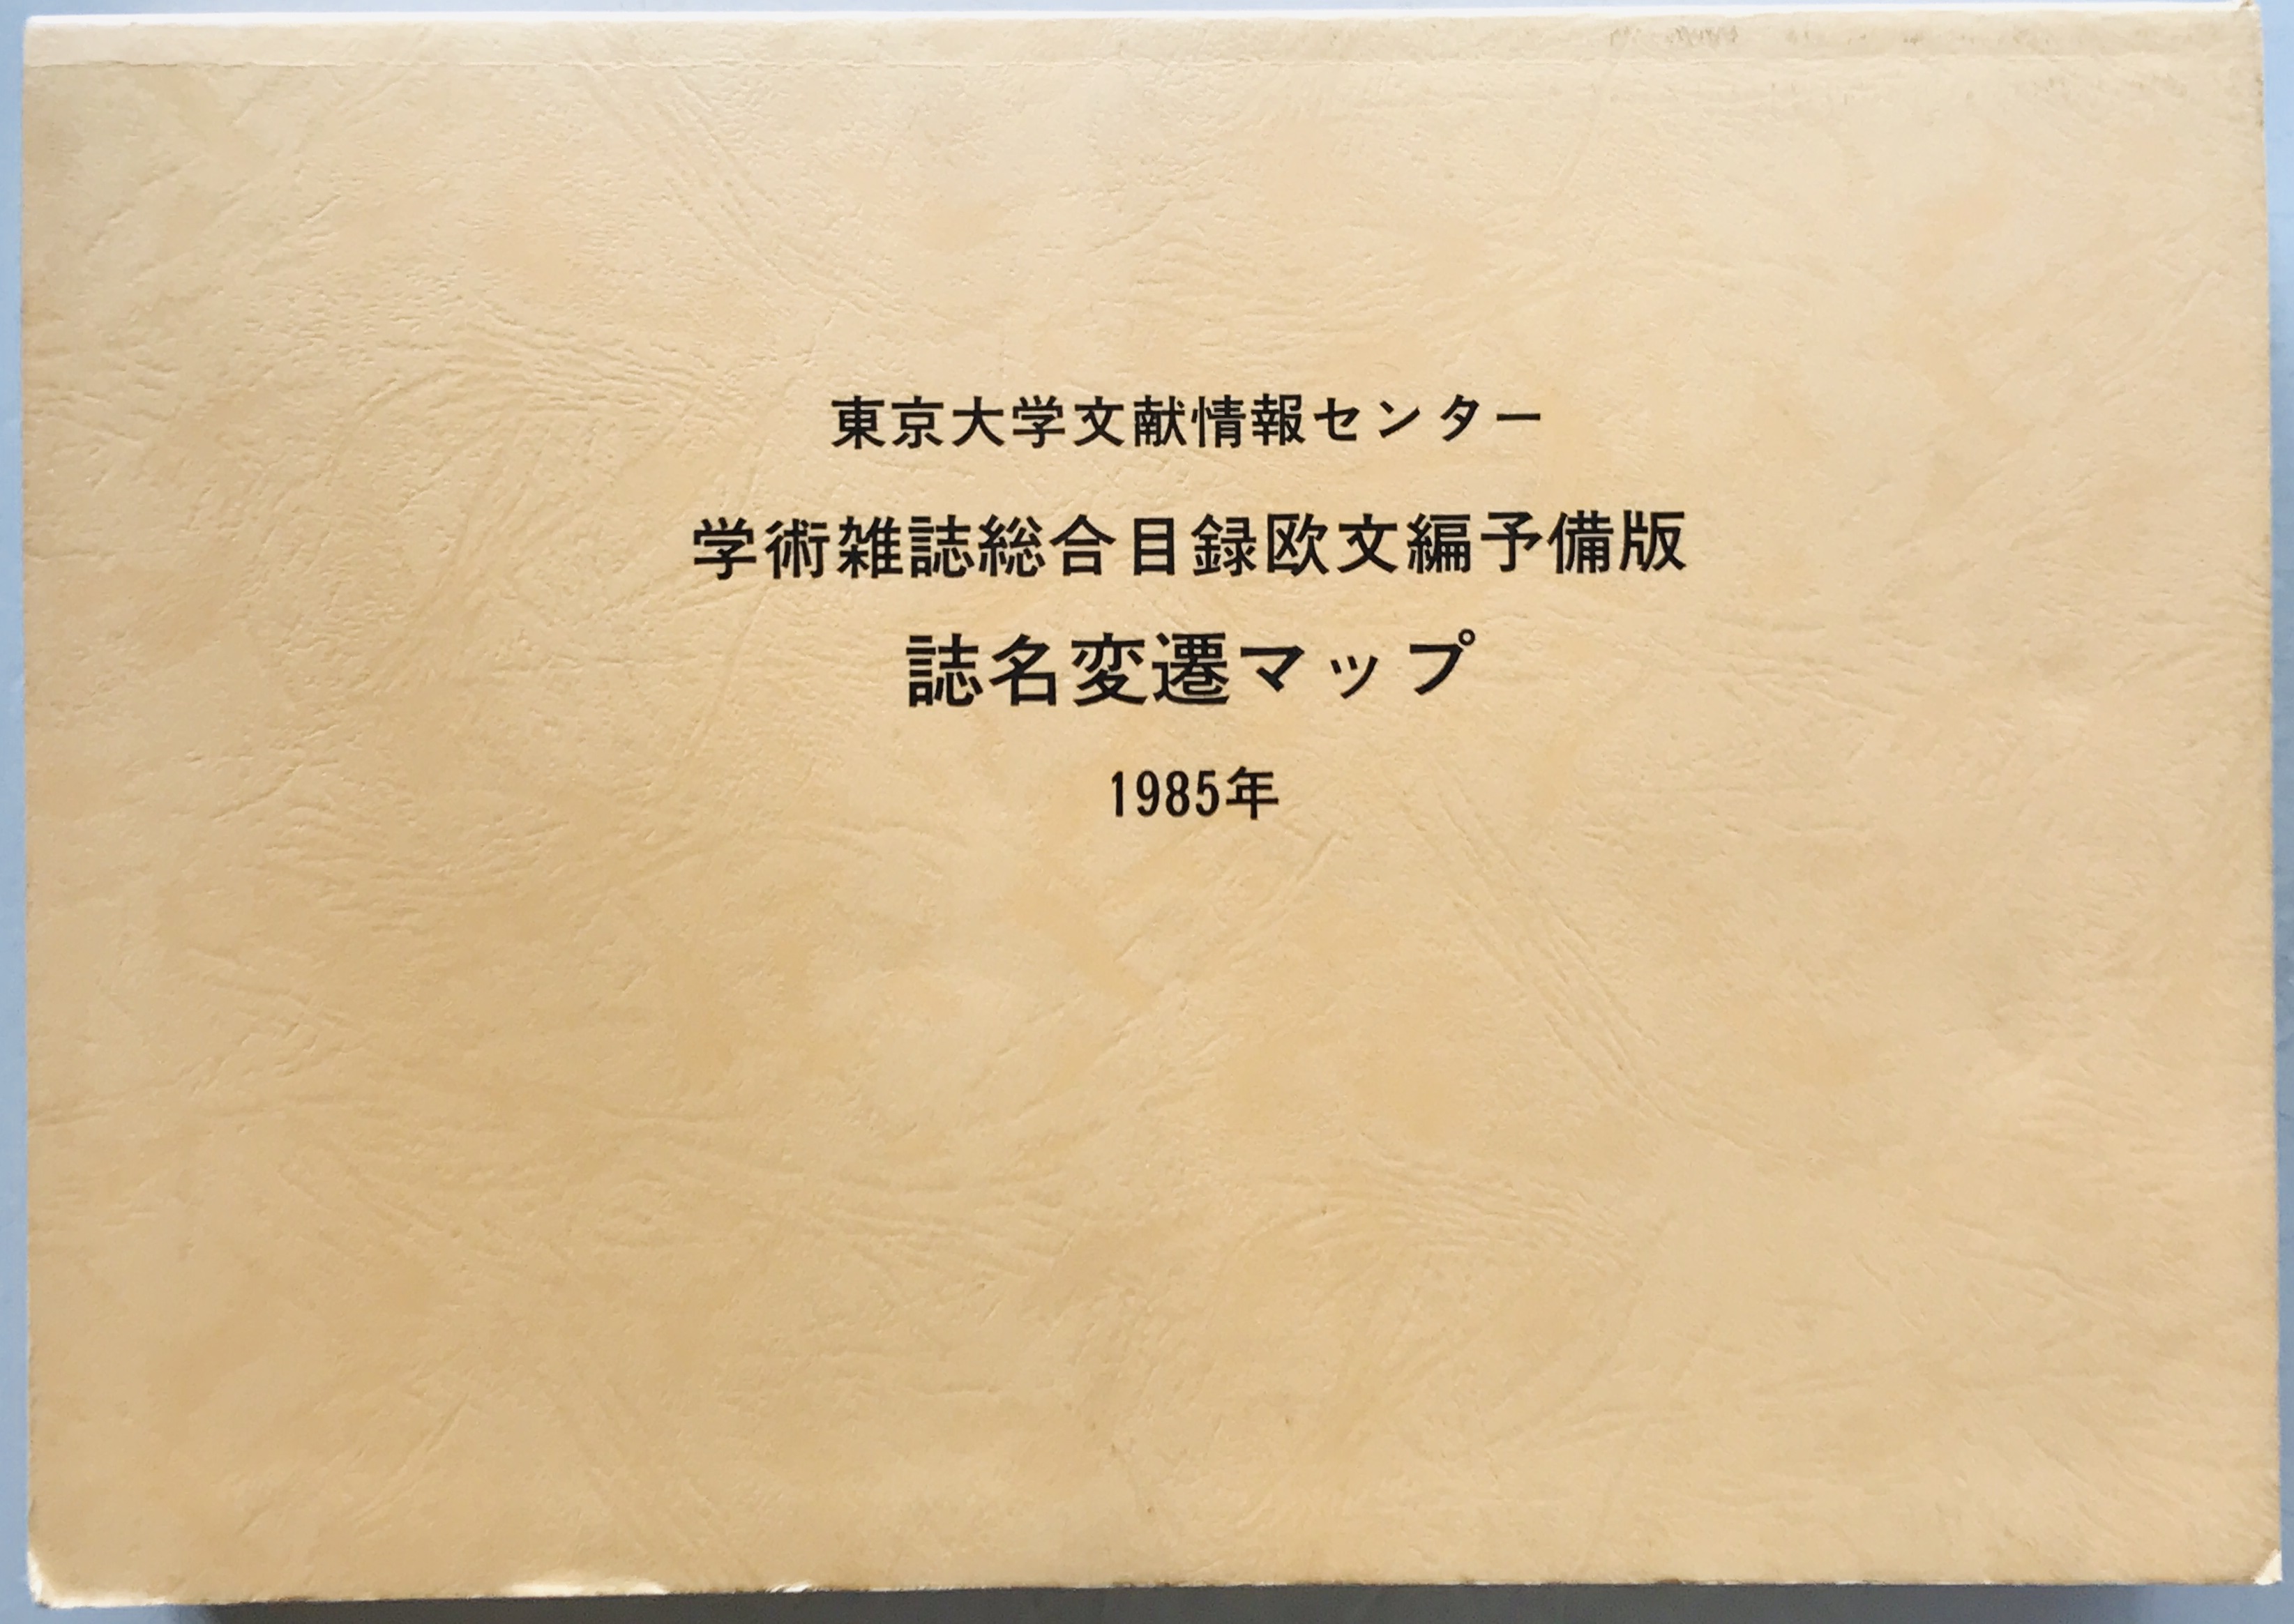 東京大学文献情報センター
学術雑誌総合目録欧文編予備版
誌名変遷マップ
1985年